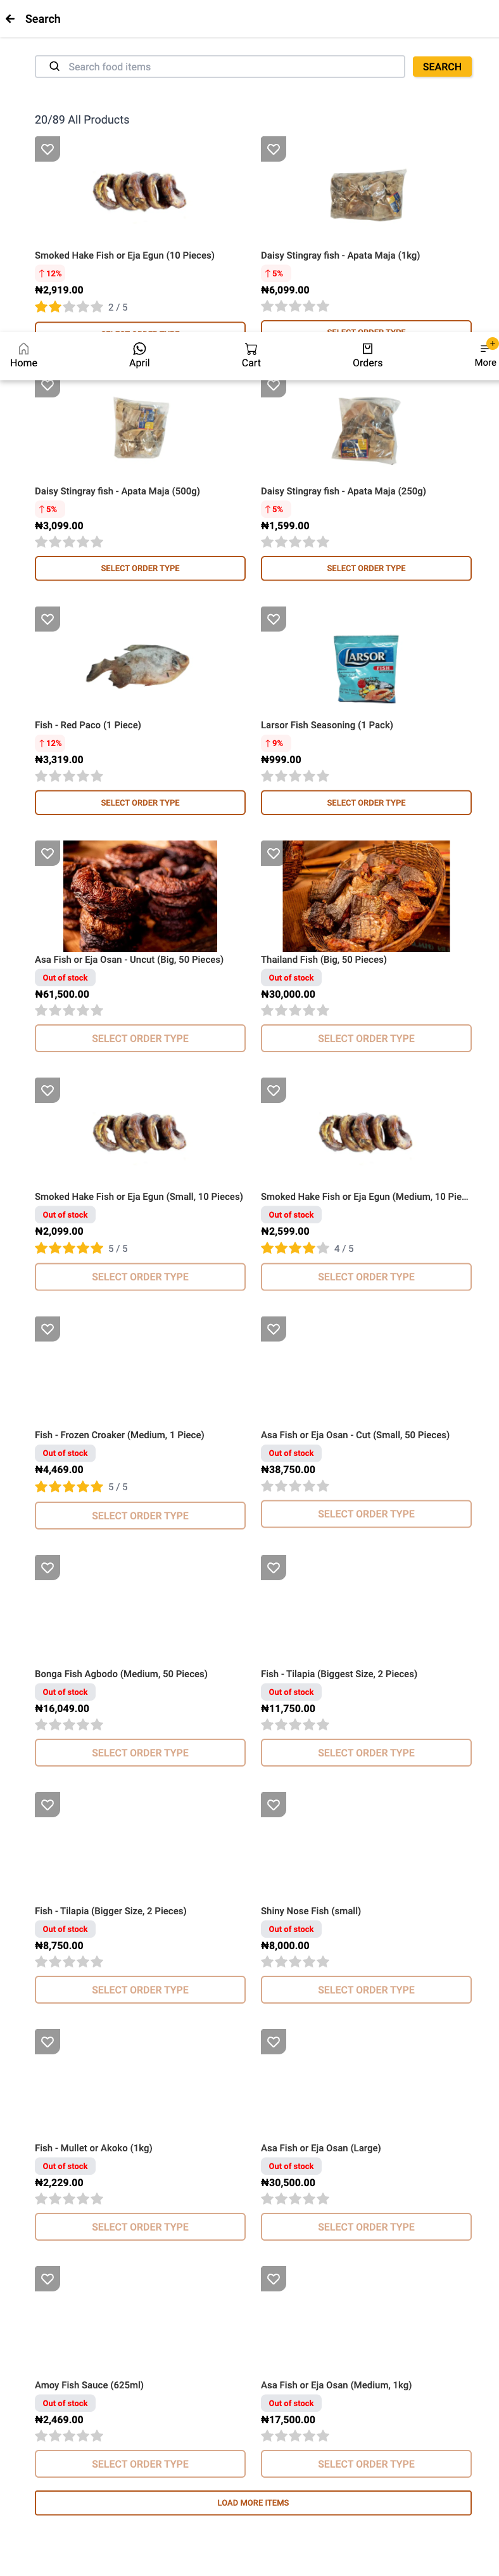 Search
Search food items
SEARCH
20/89 All Products
Smoked Hake Fish or Eja Egun (10 Pieces)
↑ 12%
₦2,919.00
2 / 5
Daisy Stingray fish - Apata Maja (1kg)
↑ 5%
₦6,099.00
Home
April
Cart
Orders
+
More
Daisy Stingray fish - Apata Maja (500g)
↑ 5%
₦3,099.00
SELECT ORDER TYPE
Daisy Stingray fish - Apata Maja (250g)
↑ 5%
₦1,599.00
SELECT ORDER TYPE
Fish - Red Paco (1 Piece)
↑ 12%
₦3,319.00
SELECT ORDER TYPE
LARSOR
FISH
Larsor Fish Seasoning (1 Pack)
↑ 9%
₦999.00
SELECT ORDER TYPE
Asa Fish or Eja Osan - Uncut (Big, 50 Pieces)
Out of stock
₦61,500.00
SELECT ORDER TYPE
Thailand Fish (Big, 50 Pieces)
Out of stock
₦30,000.00
SELECT ORDER TYPE
Smoked Hake Fish or Eja Egun (Small, 10 Pieces)
Out of stock
₦2,099.00
5 / 5
SELECT ORDER TYPE
Smoked Hake Fish or Eja Egun (Medium, 10 Pie...
Out of stock
₦2,599.00
4 / 5
SELECT ORDER TYPE
Fish - Frozen Croaker (Medium, 1 Piece)
Out of stock
₦4,469.00
5 / 5
SELECT ORDER TYPE
Asa Fish or Eja Osan - Cut (Small, 50 Pieces)
Out of stock
₦38,750.00
SELECT ORDER TYPE
Bonga Fish Agbodo (Medium, 50 Pieces)
Out of stock
₦16,049.00
SELECT ORDER TYPE
Fish - Tilapia (Biggest Size, 2 Pieces)
Out of stock
₦11,750.00
SELECT ORDER TYPE
Fish - Tilapia (Bigger Size, 2 Pieces)
Out of stock
₦8,750.00
SELECT ORDER TYPE
Shiny Nose Fish (small)
Out of stock
₦8,000.00
SELECT ORDER TYPE
Fish - Mullet or Akoko (1kg)
Out of stock
₦2,229.00
SELECT ORDER TYPE
Asa Fish or Eja Osan (Large)
Out of stock
₦30,500.00
SELECT ORDER TYPE
Amoy Fish Sauce (625ml)
Out of stock
₦2,469.00
SELECT ORDER TYPE
Asa Fish or Eja Osan (Medium, 1kg)
Out of stock
₦17,500.00
SELECT ORDER TYPE
LOAD MORE ITEMS